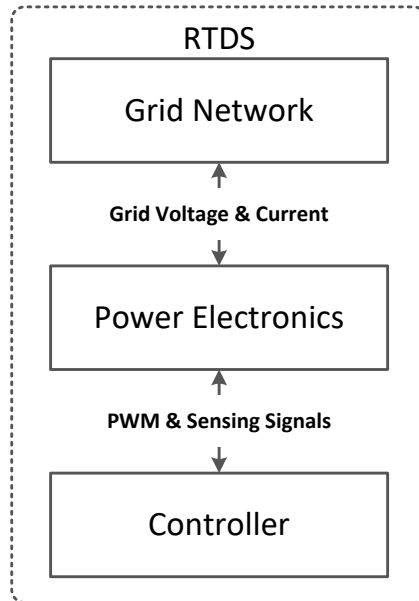 RTDS
Grid Network
Grid Voltage & Current
Power Electronics
PWM & Sensing Signals
Controller